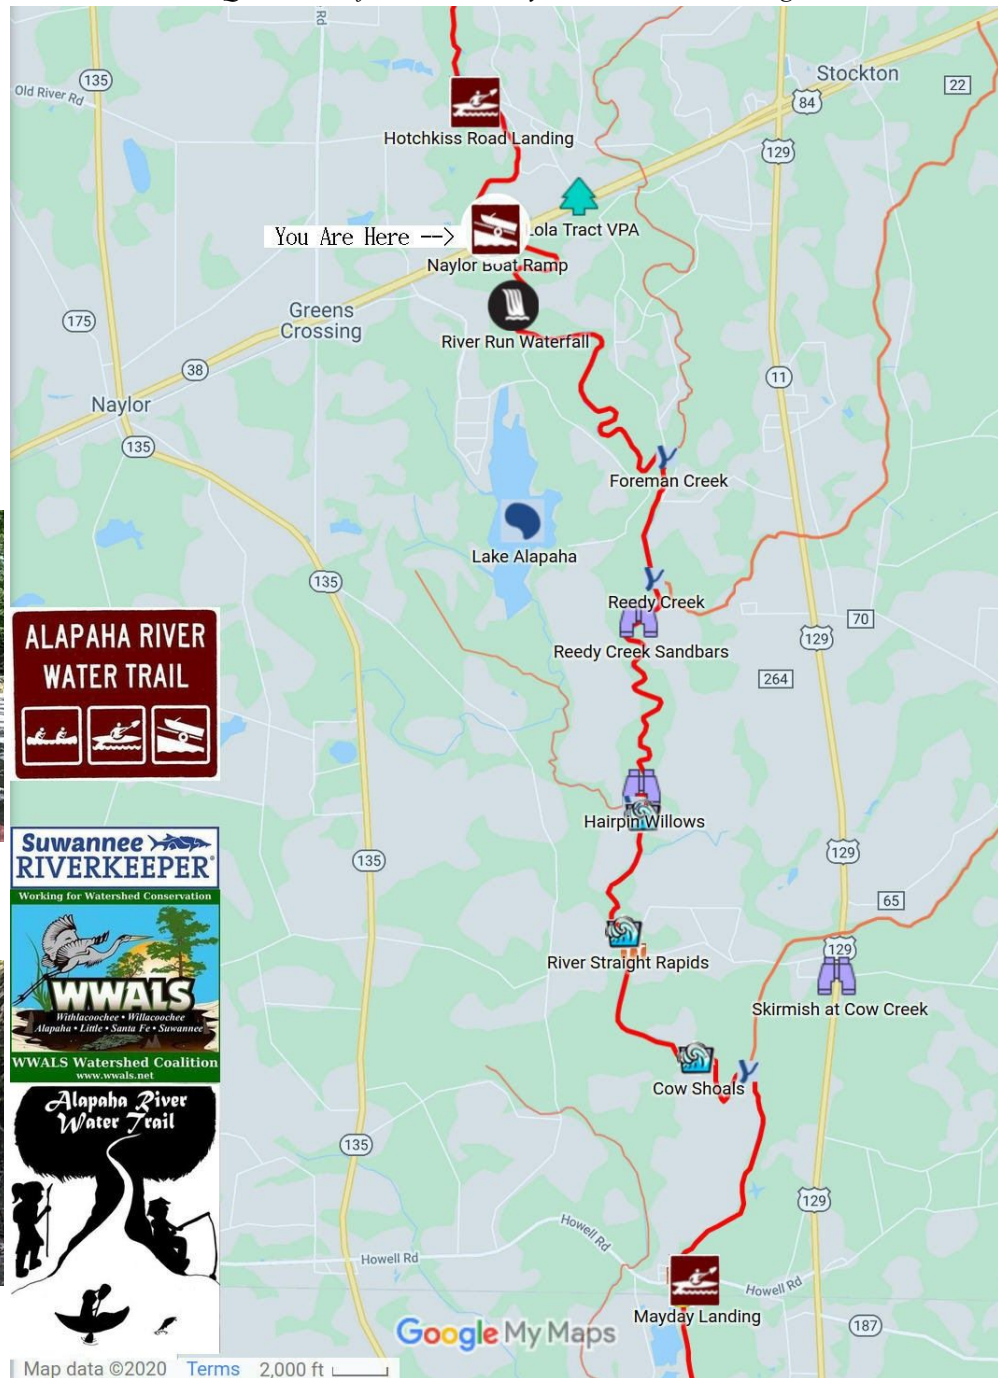 135
Old River Rd
Rd
Stockton
22
84
129
Hotchkiss Road Landing
You Are Here -->
Lola Tract VPA
Naylor Boat Ramp
Greens
Crossing
175
River Run Waterfall
38
11
Naylor
135
Foreman Creek
Lake Alapaha
135
Reedy Creek
70
129
Reedy Creek Sandbars
264
ALAPAHA RIVER
WATER TRAIL
Hairpin Willows
129
135
Suwannee
RIVERKEEPER®
Working for Watershed Conservation
65
129
River Straight Rapids
WWALS
Withlacoochee • Willacoochee
Alapaha • Little • Santa Fe • Suwannee
Skirmish at Cow Creek
WWALS Watershed Coalition
www.wwals.net
Cow Shoals
Alapaha River
Water Trail
135
129
Howell Rd
Howell Rd
Howell Rd
Mayday Landing
187
Google My Maps
Map data ©2020 Terms 2,000 ft